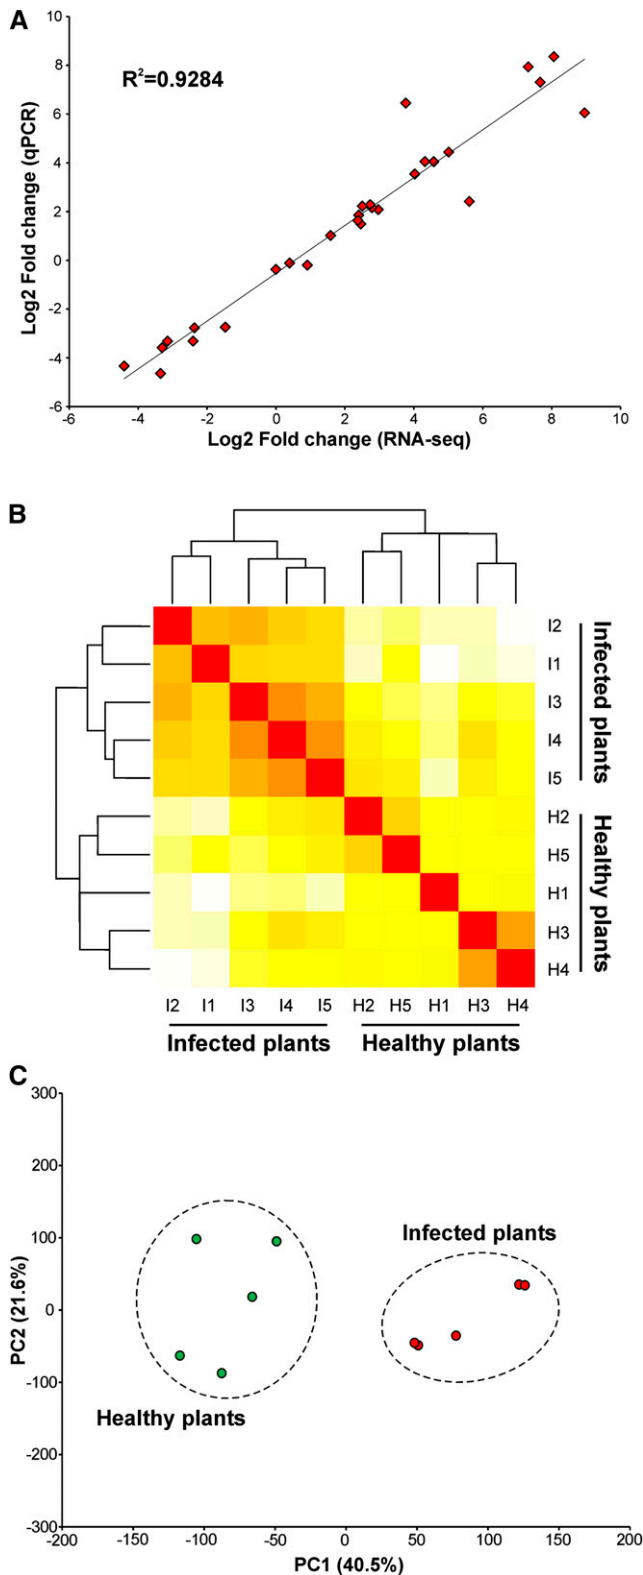 A
R²=0.9284
Log2 Fold change (qPCR)
10
8
6
4
2
0
-2
-4
-6
-6 -4 -2 0 2 4 6 8 10
Log2 Fold change (RNA-seq)
B
I2
I1
I3
I4
I5
H2
H5
H1
H3
H4
Infected plants
Healthy plants
I2 I1 I3 I4 I5 H2 H5 H1 H3 H4
Infected plants Healthy plants
C
PC2 (21.6%)
300
200
100
0
-100
-200
-300
Infected plants
Healthy plants
-200 -150 -100 -50 0 50 100 150 200
PC1 (40.5%)